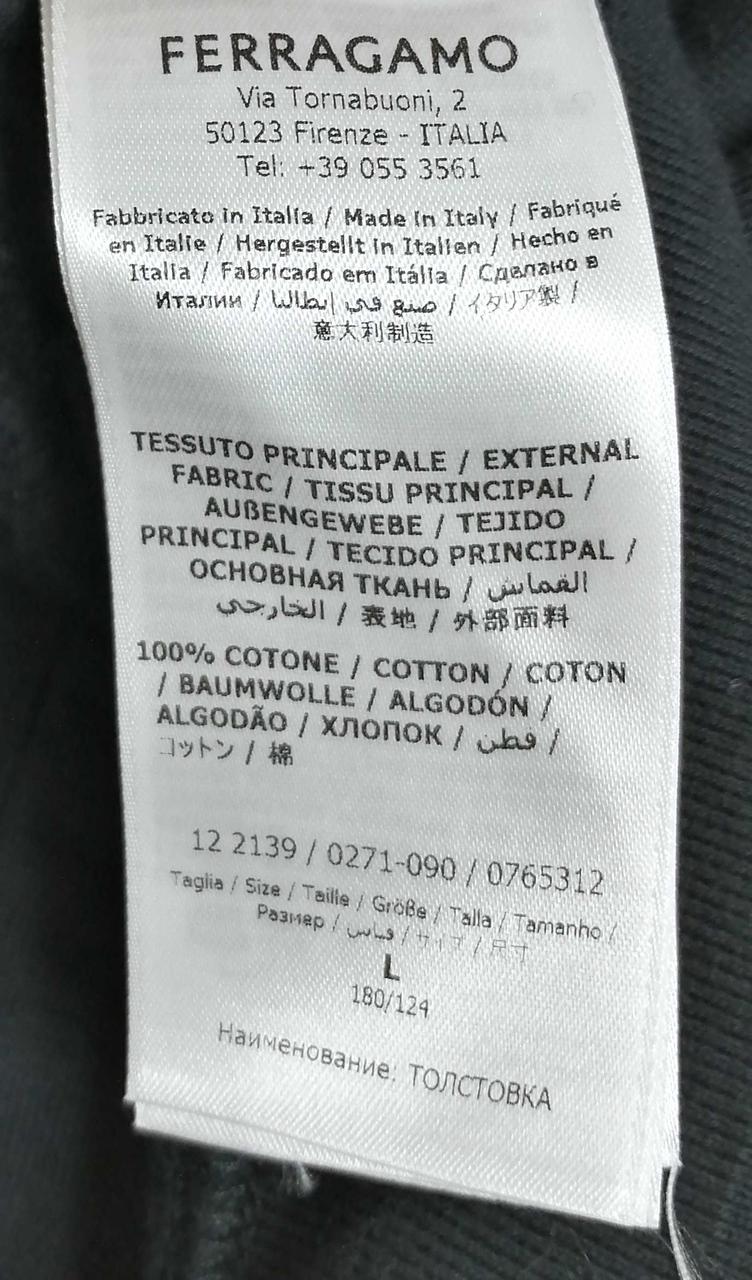 FERRAGAMO
Via Tornabuoni, 2
50123 Firenze - ITALIA
Tel: +39 055 3561
Fabbricato in Italia / Made in Italy / Fabriqué
en Italie / Hergestellt in Italien / Hecho en
Italia / Fabricado em Itália / Сделано в
Италии / صنع في إيطاليا / イタリア製 /
意大利制造
TESSUTO PRINCIPALE / EXTERNAL
FABRIC / TISSU PRINCIPAL /
AUßENGEWEBE / TEJIDO
PRINCIPAL / TECIDO PRINCIPAL /
ОСНОВНАЯ ТКАНЬ / القماش
الخارجي / 表地 / 外部面料
100% COTONE / COTTON / COTON
/ BAUMWOLLE / ALGODÓN /
ALGODÃO / ХЛОПОК / قطن /
コットン / 棉
12 2139 / 0271-090 / 0765312
Taglia / Size / Taille / Größe / Talla / Tamanho /
Размер / قياس / サイズ / 尺寸
L
180/124
Наименование: ТОЛСТОВКА